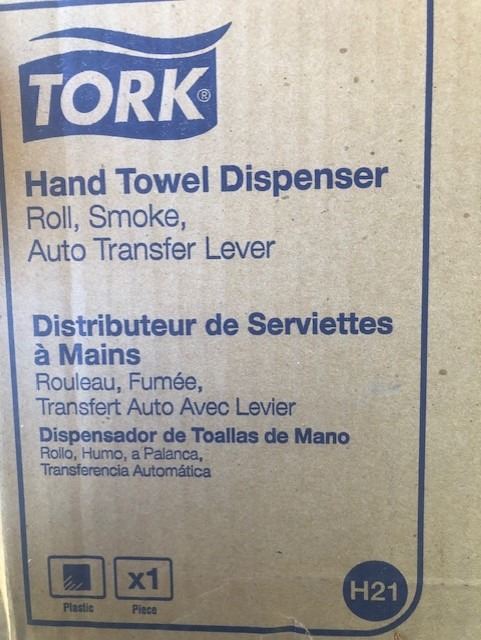 TORK®
Hand Towel Dispenser
Roll, Smoke,
Auto Transfer Lever
Distributeur de Serviettes
à Mains
Rouleau, Fumée,
Transfert Auto Avec Levier
Dispensador de Toallas de Mano
Rollo, Humo, a Palanca,
Transferencia Automática
x1
Plastic
Piece
H21